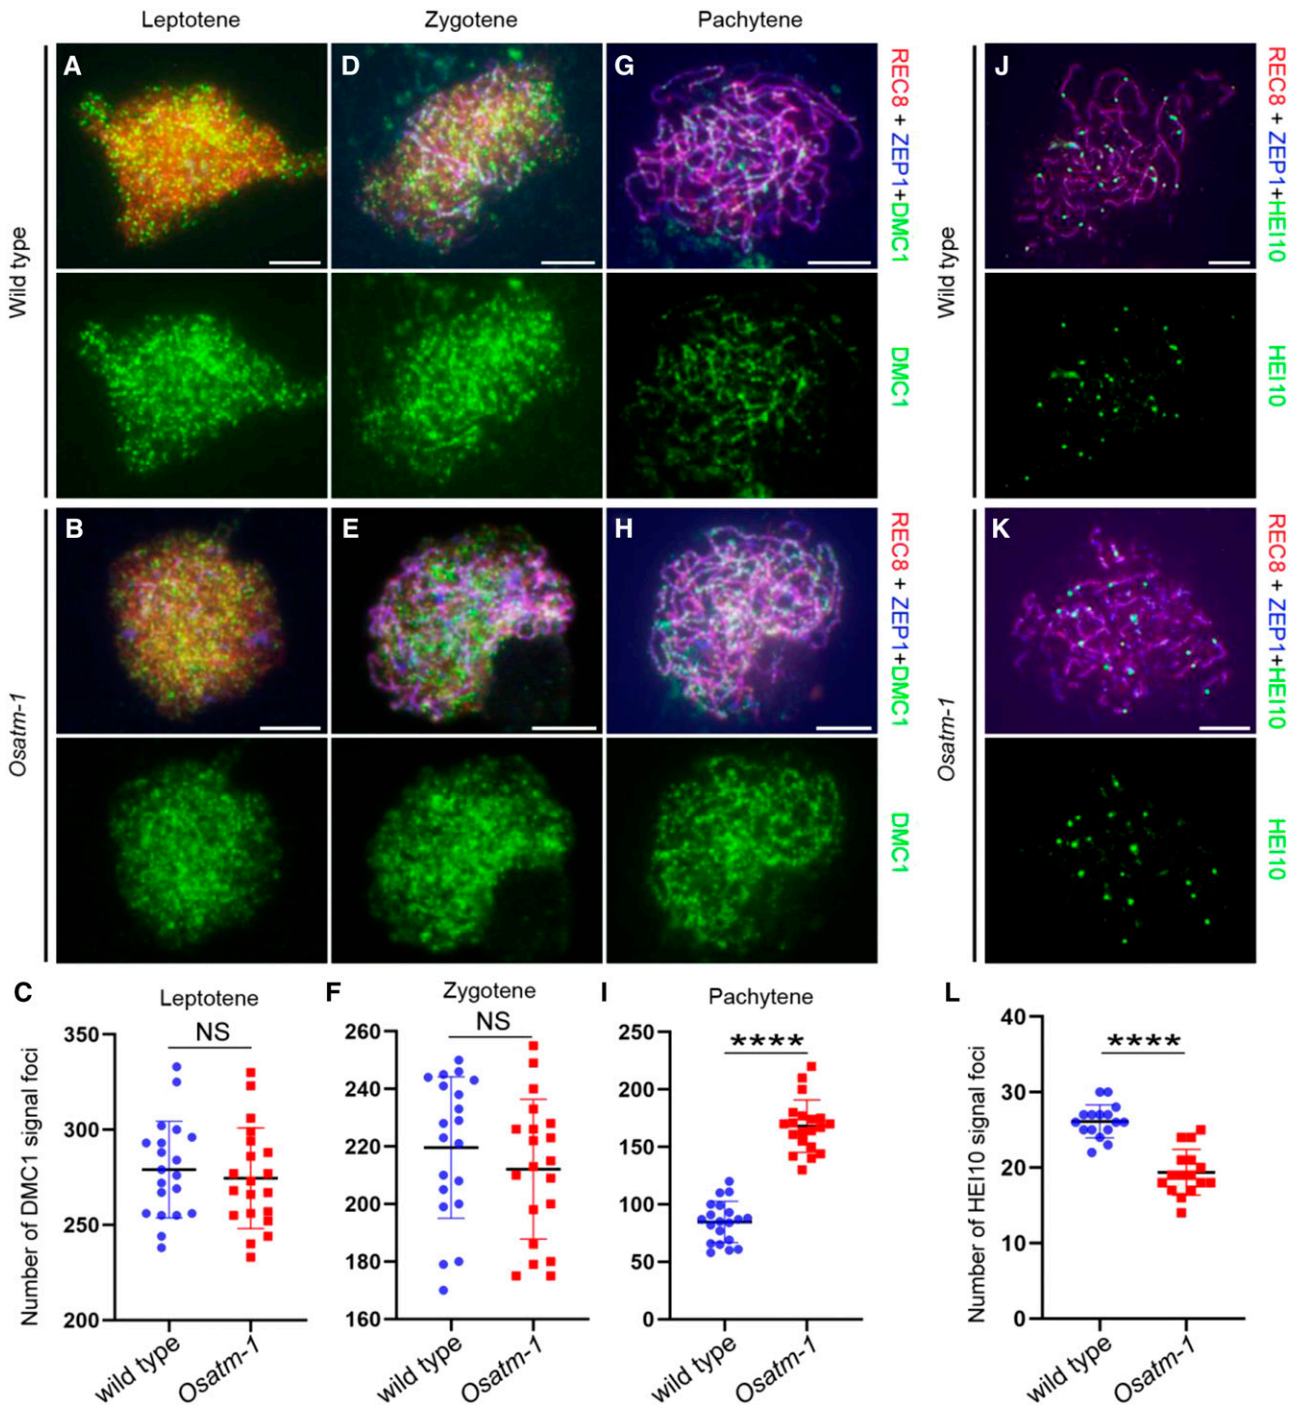 Leptotene
Zygotene
Pachytene
Wild type
A
D
G
REC8 + ZEP1+DMC1
DMC1
Osatm-1
B
E
H
REC8 + ZEP1+DMC1
DMC1
Wild type
J
REC8 + ZEP1+HEI10
HEI10
Osatm-1
K
REC8 + ZEP1+HEI10
HEI10
C
Leptotene
NS
Number of DMC1 signal foci
350
300
250
200
wild type
Osatm-1
F
Zygotene
NS
260
240
220
200
180
160
wild type
Osatm-1
I
Pachytene
****
250
200
150
100
50
0
wild type
Osatm-1
L
****
Number of HEI10 signal foci
40
30
20
10
0
wild type
Osatm-1